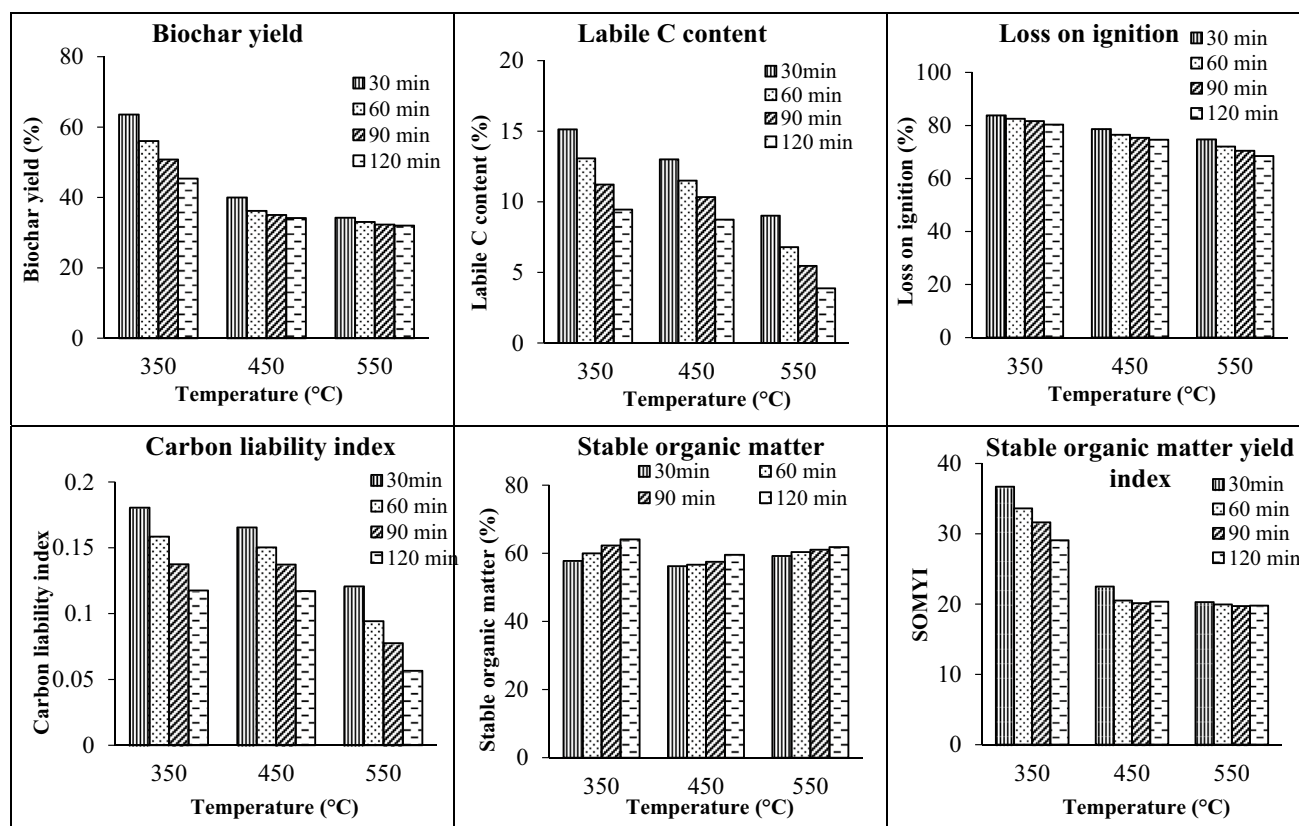 Biochar yield
80
60
40
20
0
Biochar yield (%)
30 min
60 min
90 min
120 min
350 450 550
Temperature (°C)
Labile C content
20
15
10
5
0
Labile C content (%)
30min
60 min
90 min
120 min
350 450 550
Temperature (°C)
Loss on ignition
100
80
60
40
20
0
Loss on ignition (%)
30 min
60 min
90 min
120 min
350 450 550
Temperature (°C)
Carbon liability index
0.2
0.15
0.1
0.05
0
Carbon liability index
30min
60 min
90 min
120 min
350 450 550
Temperature (°C)
Stable organic matter
30min 60 min
90 min 120 min
80
60
40
20
0
Stable organic matter (%)
350 450 550
Temperature (°C)
Stable organic matter yield
index
40
30
20
10
0
SOMYI
30min
60 min
90 min
120 min
350 450 550
Temperature (°C)